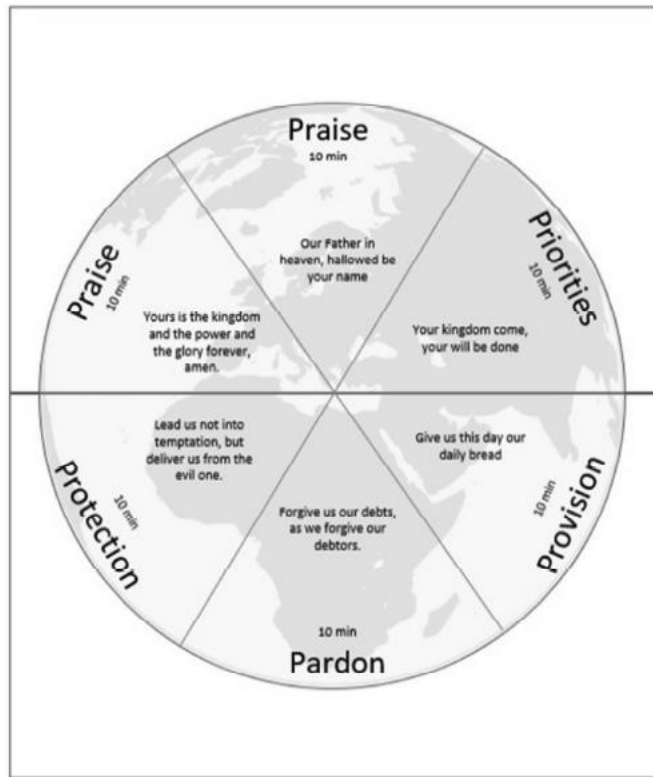 Praise
10 min
Our Father in
heaven, hallowed be
your name
Priorities
10 min
Your kingdom come,
your will be done
Provision
10 min
Give us this day our
daily bread
Pardon
10 min
Forgive us our debts,
as we forgive our
debtors.
Protection
10 min
Lead us not into
temptation, but
deliver us from the
evil one.
Praise
10 min
Yours is the kingdom
and the power and
the glory forever,
amen.